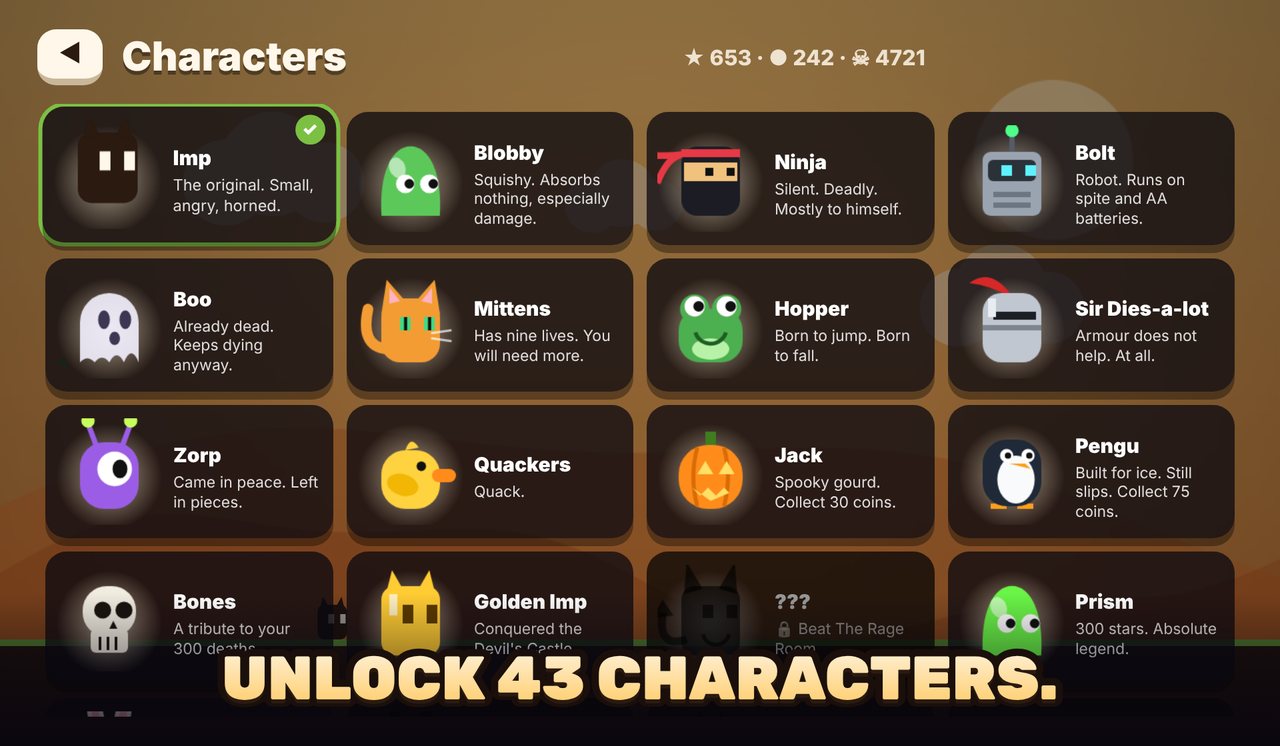 Characters
★ 653 · ● 242 · ☠ 4721
Imp
The original. Small,
angry, horned.
Blobby
Squishy. Absorbs
nothing, especially
damage.
Ninja
Silent. Deadly.
Mostly to himself.
Bolt
Robot. Runs on
spite and AA
batteries.
Boo
Already dead.
Keeps dying
anyway.
Mittens
Has nine lives. You
will need more.
Hopper
Born to jump. Born
to fall.
Sir Dies-a-lot
Armour does not
help. At all.
Zorp
Came in peace. Left
in pieces.
Quackers
Quack.
Jack
Spooky gourd.
Collect 30 coins.
Pengu
Built for ice. Still
slips. Collect 75
coins.
Bones
A tribute to your
300 deaths.
Golden Imp
Conquered the
Devil's Castle.
???
🔒 Beat The Rage
Room
Prism
300 stars. Absolute
legend.
UNLOCK 43 CHARACTERS.